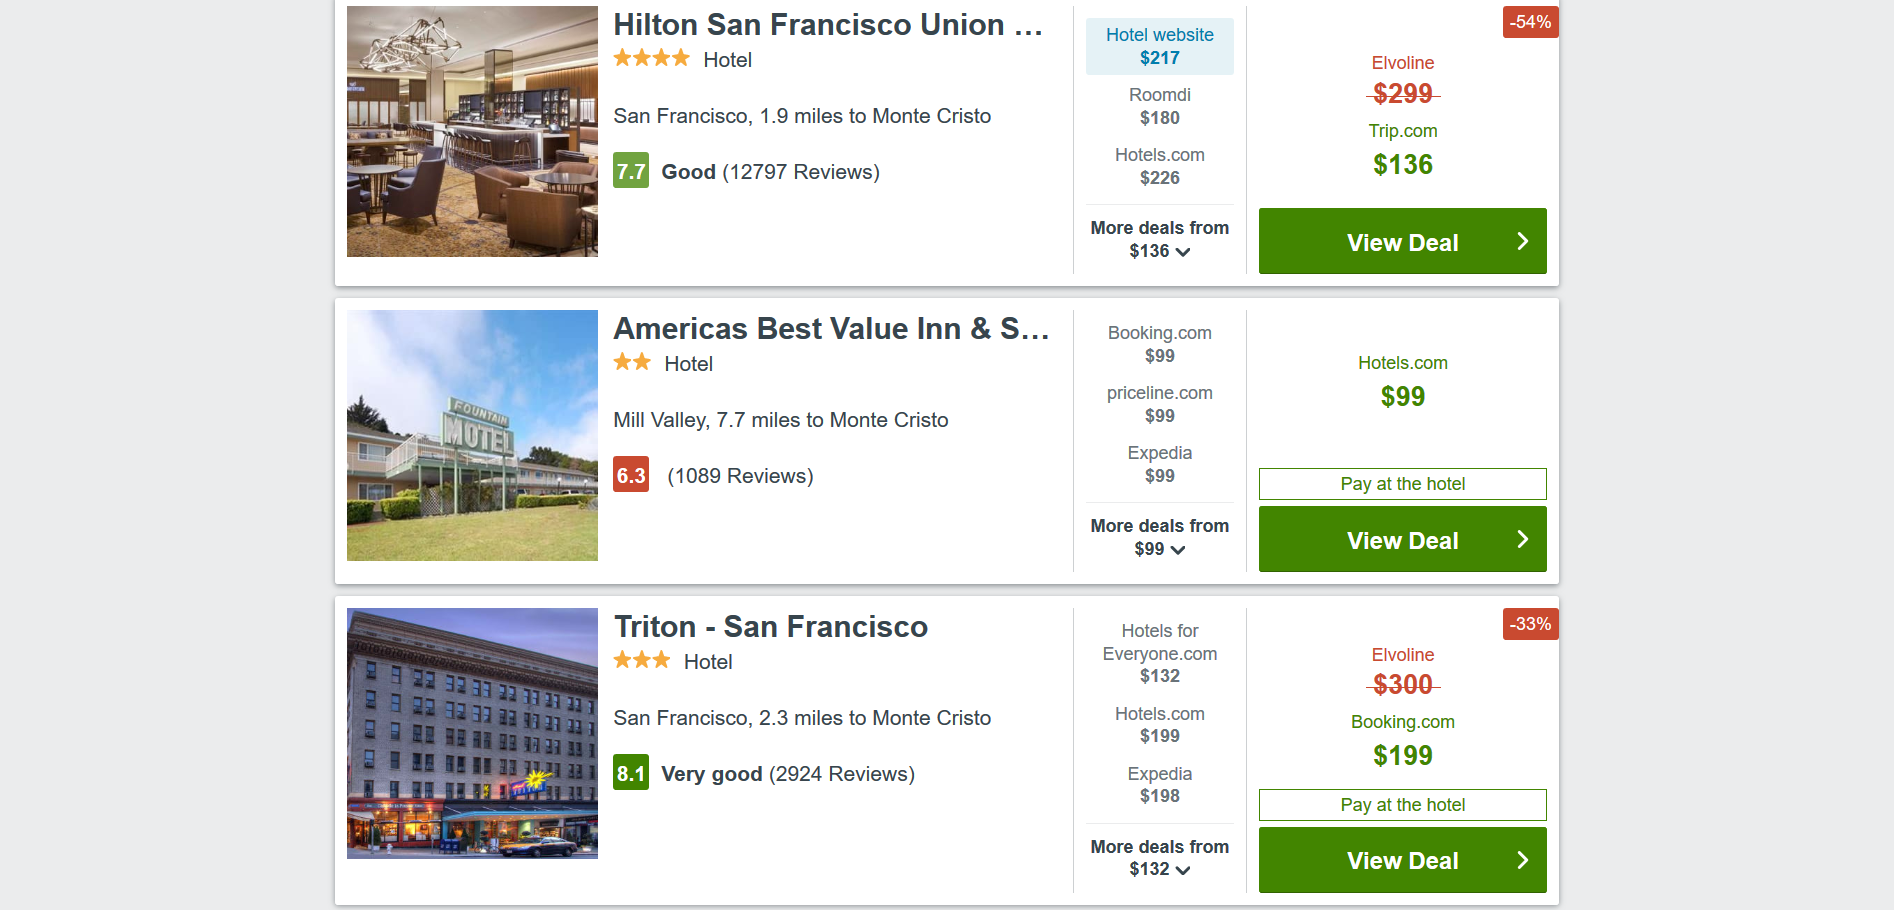 Hilton San Francisco Union ...
Hotel
San Francisco, 1.9 miles to Monte Cristo
7.7 Good (12797 Reviews)
Hotel website
$217
Roomdi
$180
Hotels.com
$226
More deals from
$136
-54%
Elvoline
$299
Trip.com
$136
View Deal
Americas Best Value Inn & S...
Hotel
Mill Valley, 7.7 miles to Monte Cristo
6.3 (1089 Reviews)
FOUNTAIN
MOTEL
Booking.com
$99
priceline.com
$99
Expedia
$99
More deals from
$99
Hotels.com
$99
Pay at the hotel
View Deal
Triton - San Francisco
Hotel
San Francisco, 2.3 miles to Monte Cristo
8.1 Very good (2924 Reviews)
Hotels for
Everyone.com
$132
Hotels.com
$199
Expedia
$198
More deals from
$132
-33%
Elvoline
$300
Booking.com
$199
Pay at the hotel
View Deal